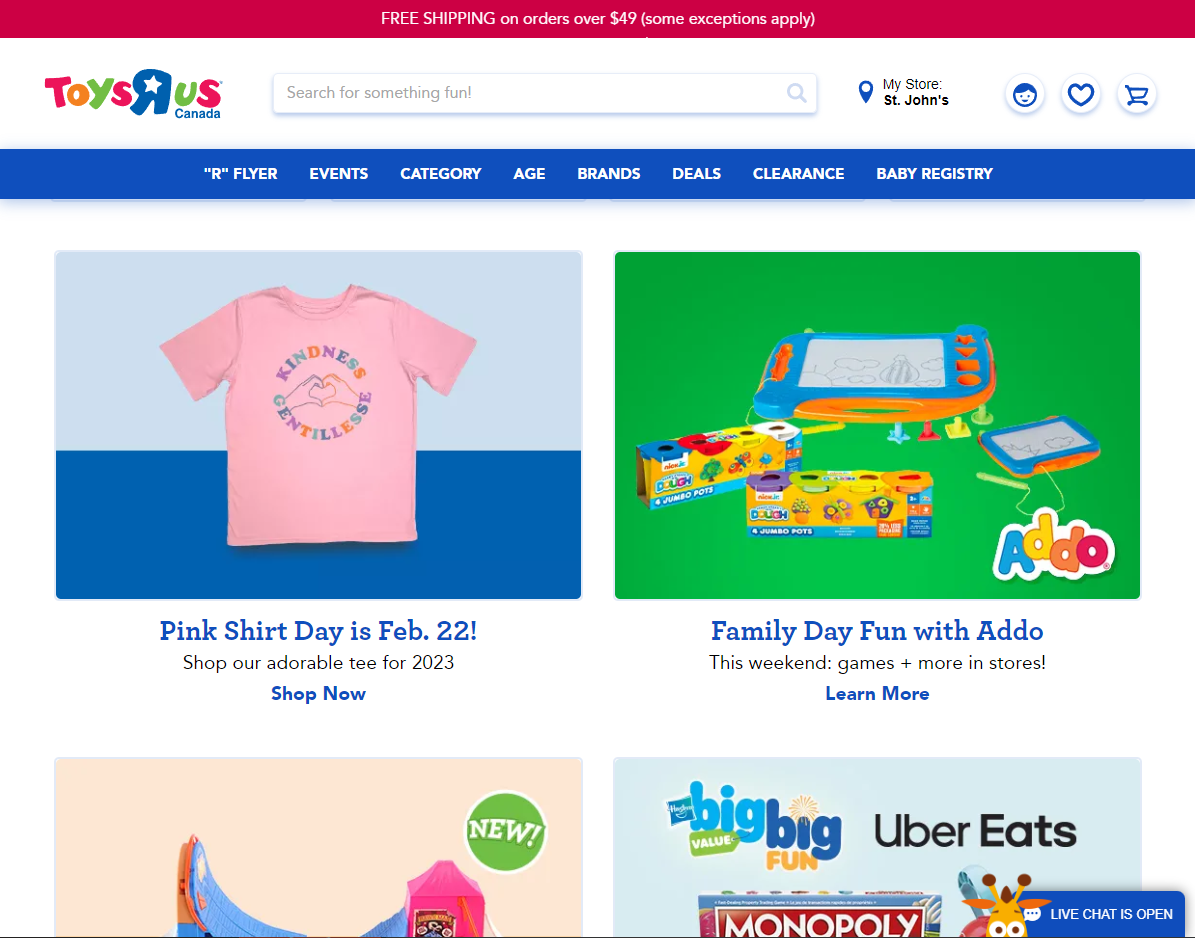 FREE SHIPPING on orders over $49 (some exceptions apply)
TOYS R US
Canada
Search for something fun!
My Store:
St. John's
"R" FLYER EVENTS CATEGORY AGE BRANDS DEALS CLEARANCE BABY REGISTRY
KINDNESS
GENTILLESSE
nick jr.
DOUGH
4 JUMBO POTS
nick jr.
DOUGH
4 JUMBO POTS
Addo
Pink Shirt Day is Feb. 22!
Shop our adorable tee for 2023
Shop Now
Family Day Fun with Addo
This weekend: games + more in stores!
Learn More
NEW!
Hasbro
big
VALUE
big
FUN
Uber Eats
MONOPOLY
LIVE CHAT IS OPEN